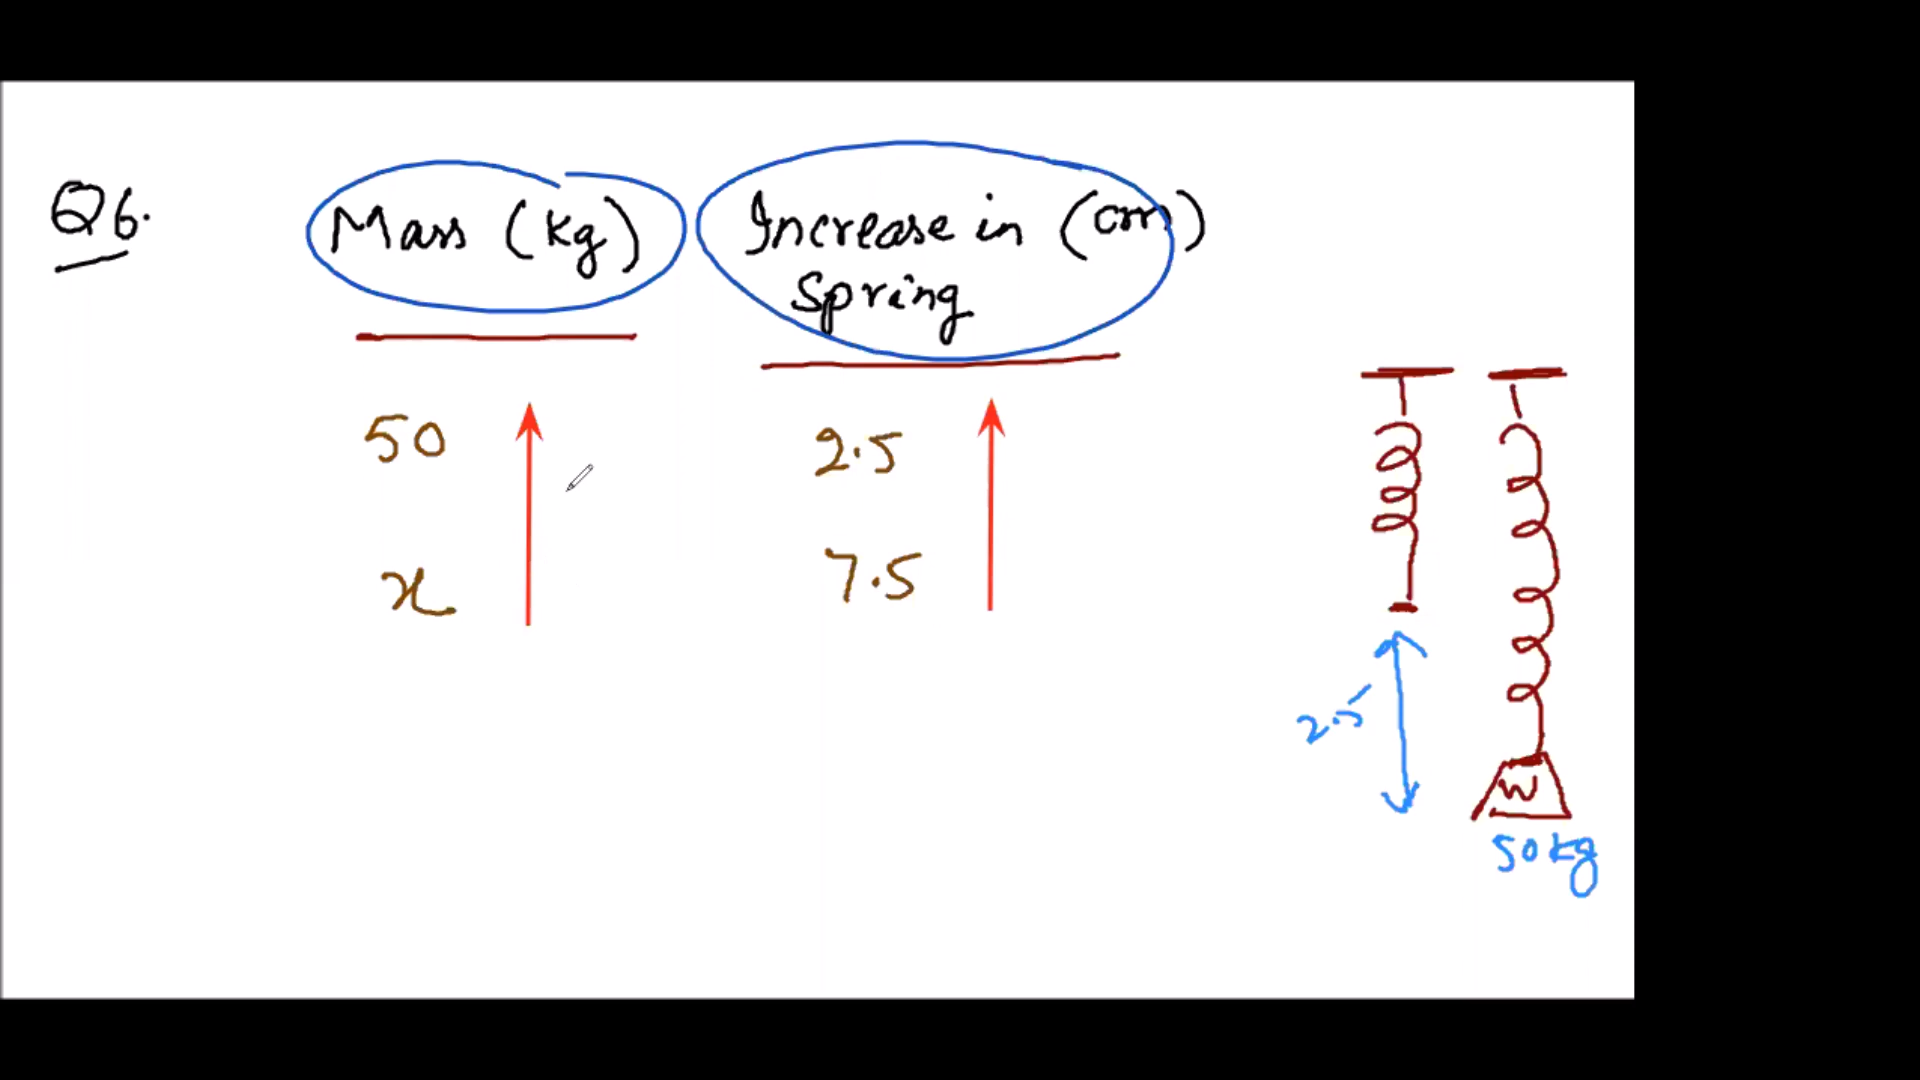 Q6.
Mass (kg)
Increase in (cm)
Spring
50
2.5
x
7.5
2.5
W
50kg